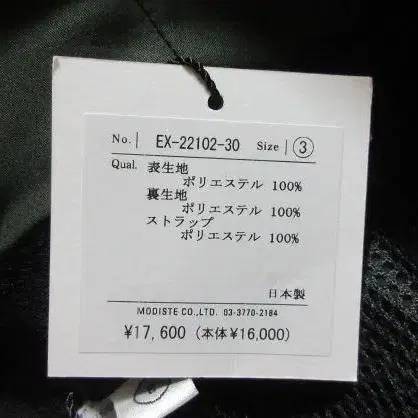 No. EX-22102-30 Size ③
Qual. 表生地
ポリエステル 100%
裏生地
ポリエステル 100%
ストラップ
ポリエステル 100%
日本製
MODISTE CO.,LTD. 03-3770-2184
¥17,600 (本体¥16,000)